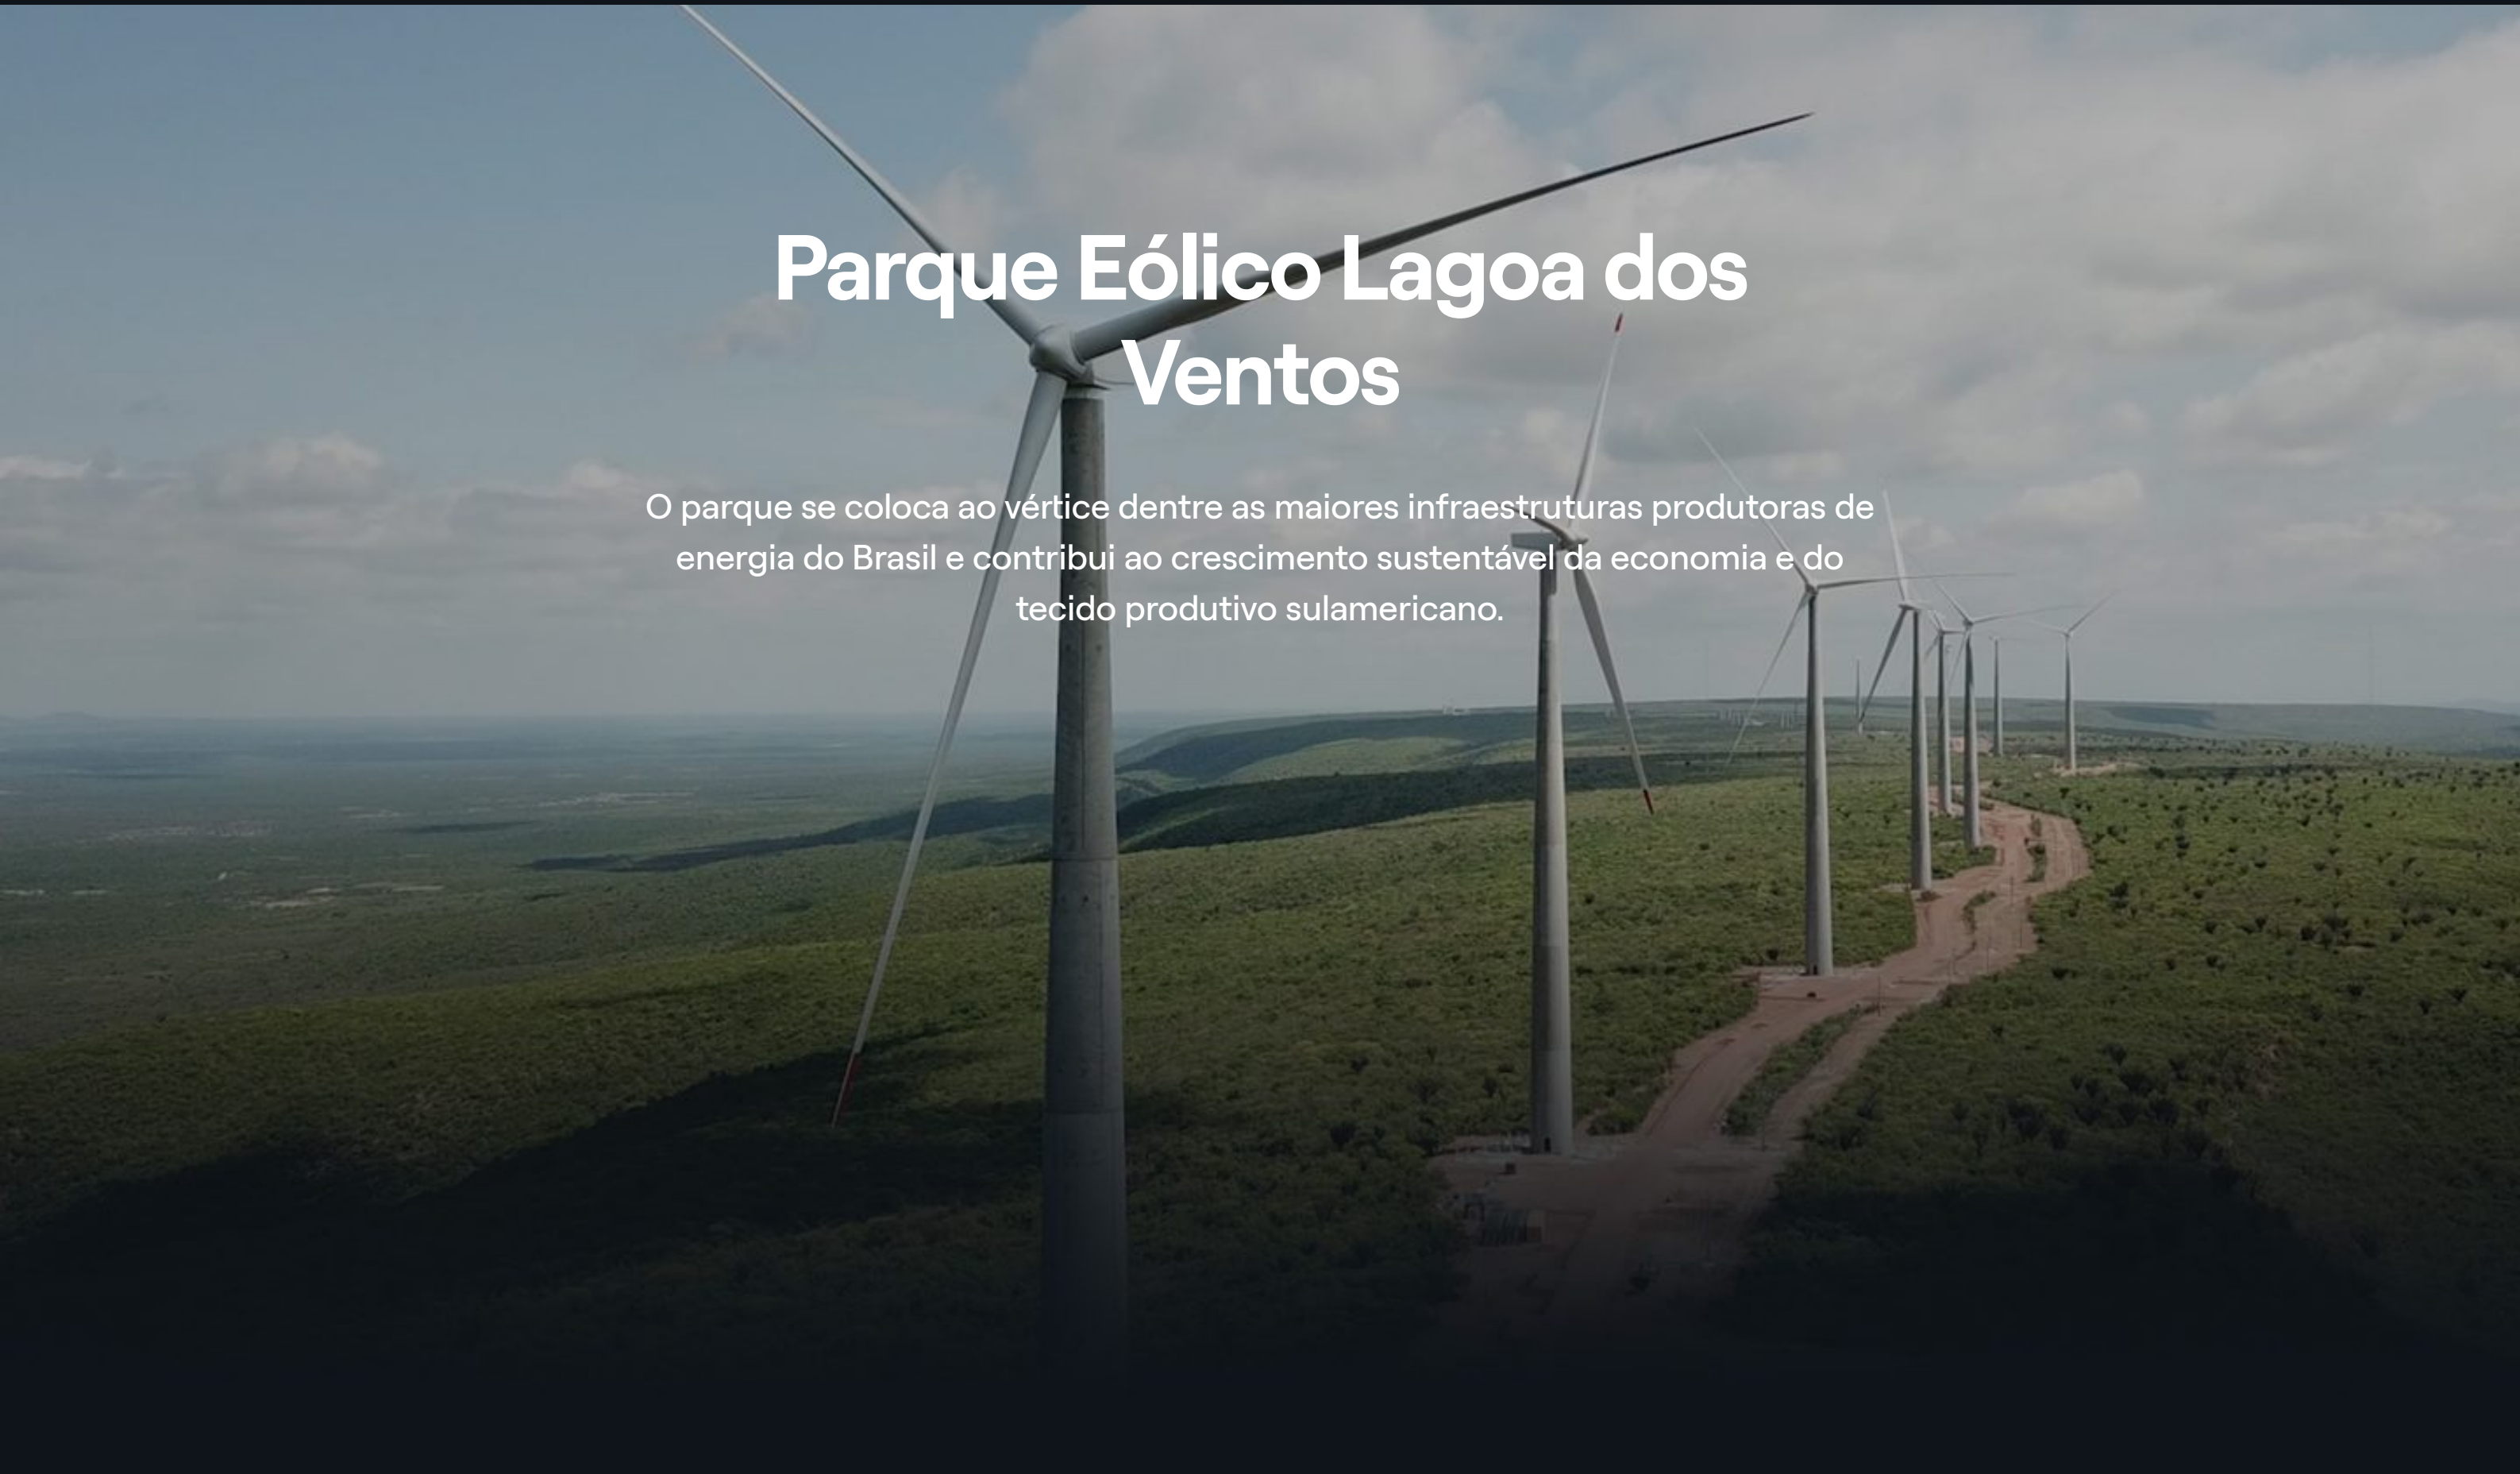 Parque Eólico Lagoa dos
Ventos
O parque se coloca ao vértice dentre as maiores infraestruturas produtoras de
energia do Brasil e contribui ao crescimento sustentável da economia e do
tecido produtivo sulamericano.